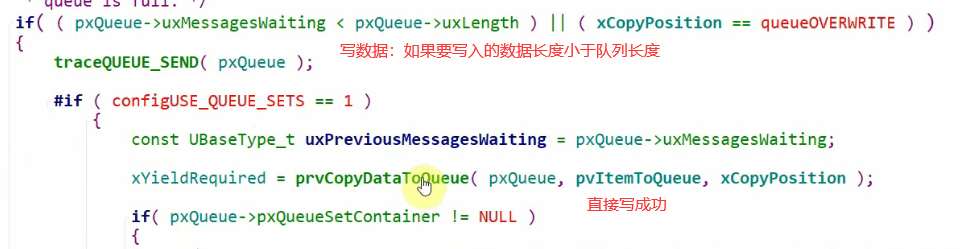 queue is full. */
if( ( pxQueue->uxMessagesWaiting < pxQueue->uxLength ) || ( xCopyPosition == queueOVERWRITE ) )
{
写数据：如果要写入的数据长度小于队列长度
traceQUEUE_SEND( pxQueue );
#if ( configUSE_QUEUE_SETS == 1 )
{
const UBaseType_t uxPreviousMessagesWaiting = pxQueue->uxMessagesWaiting;
xYieldRequired = prvCopyDataToQueue( pxQueue, pvItemToQueue, xCopyPosition );
直接写成功
if( pxQueue->pxQueueSetContainer != NULL )
{